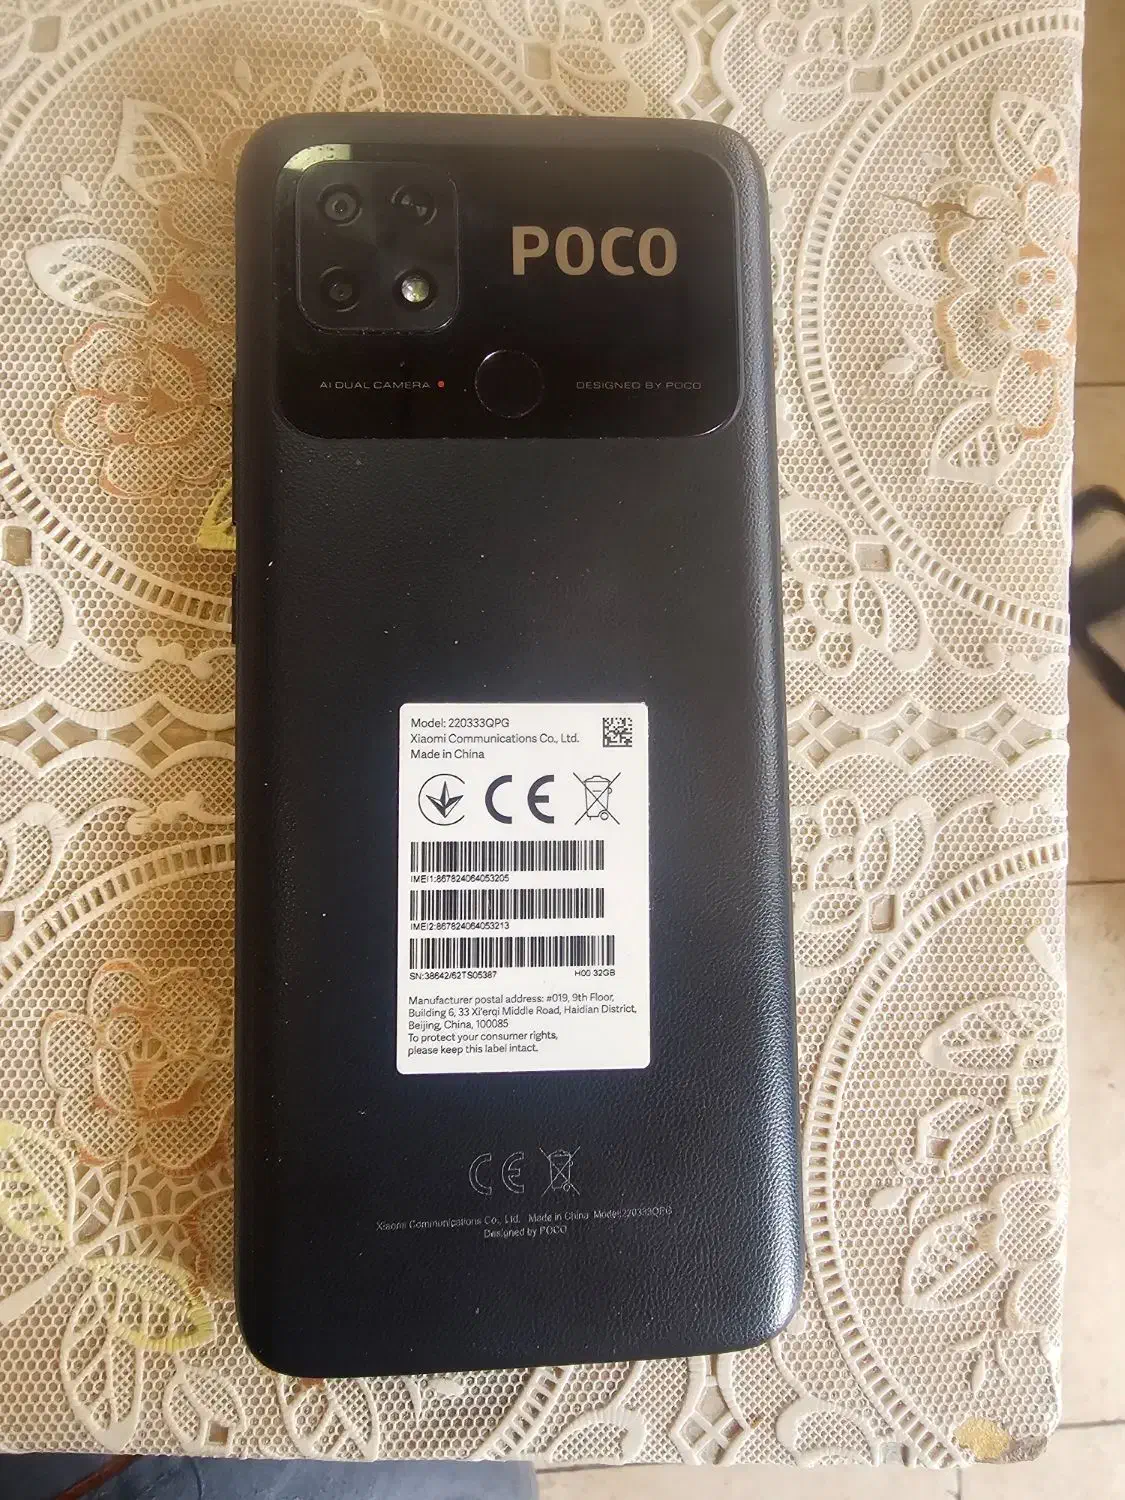 POCO
AI DUAL CAMERA
DESIGNED BY POCO
Model: 220333QPG
Xiaomi Communications Co., Ltd.
Made in China
CE
IMEI1:867824064053205
IMEI2:867824064053213
SN:38642/62TS05387 H00 32GB
Manufacturer postal address: #019, 9th Floor,
Building 6, 33 Xi'erqi Middle Road, Haidian District,
Beijing, China, 100085
To protect your consumer rights,
please keep this label intact.
CE
Xiaomi Communications Co., Ltd. Made in China Model:220333QPG
Designed by POCO